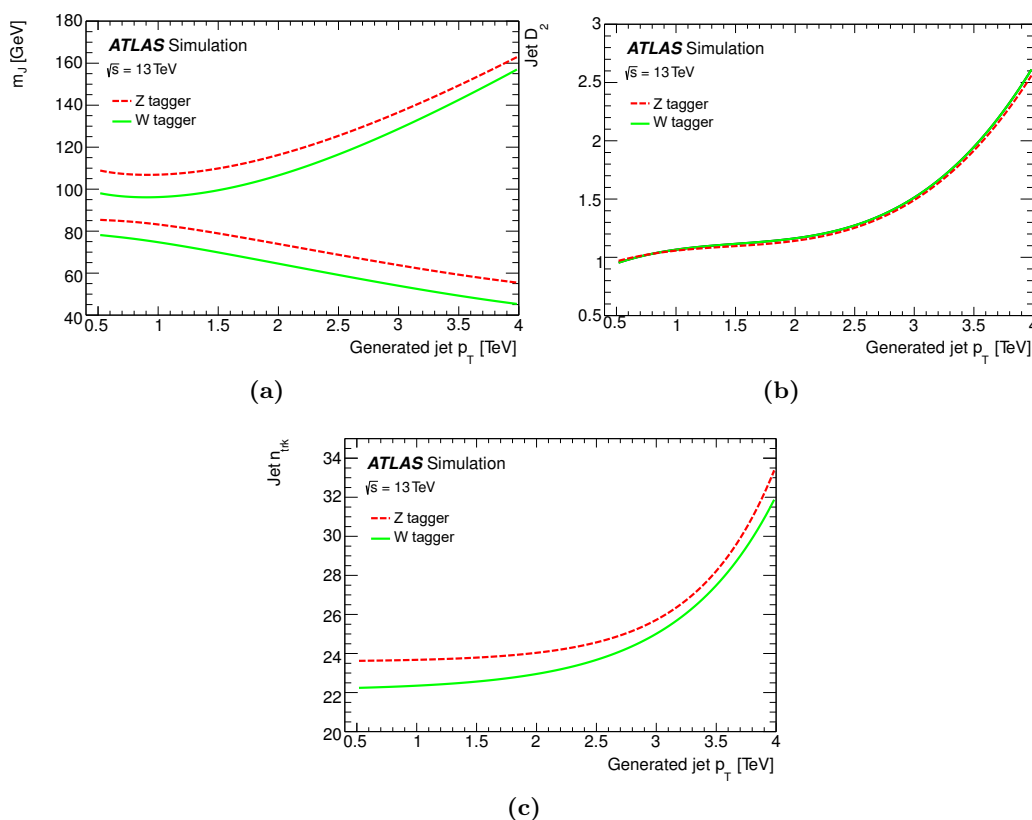 m_J [GeV]
180
160
140
120
100
80
60
40
ATLAS Simulation
√s = 13 TeV
Z tagger
W tagger
0.5 1 1.5 2 2.5 3 3.5 4
Generated jet p_T [TeV]
(a)
Jet D_2
3
2.5
2
1.5
1
0.5
ATLAS Simulation
√s = 13 TeV
Z tagger
W tagger
0.5 1 1.5 2 2.5 3 3.5 4
Generated jet p_T [TeV]
(b)
Jet n_trk
34
32
30
28
26
24
22
20
ATLAS Simulation
√s = 13 TeV
Z tagger
W tagger
0.5 1 1.5 2 2.5 3 3.5 4
Generated jet p_T [TeV]
(c)